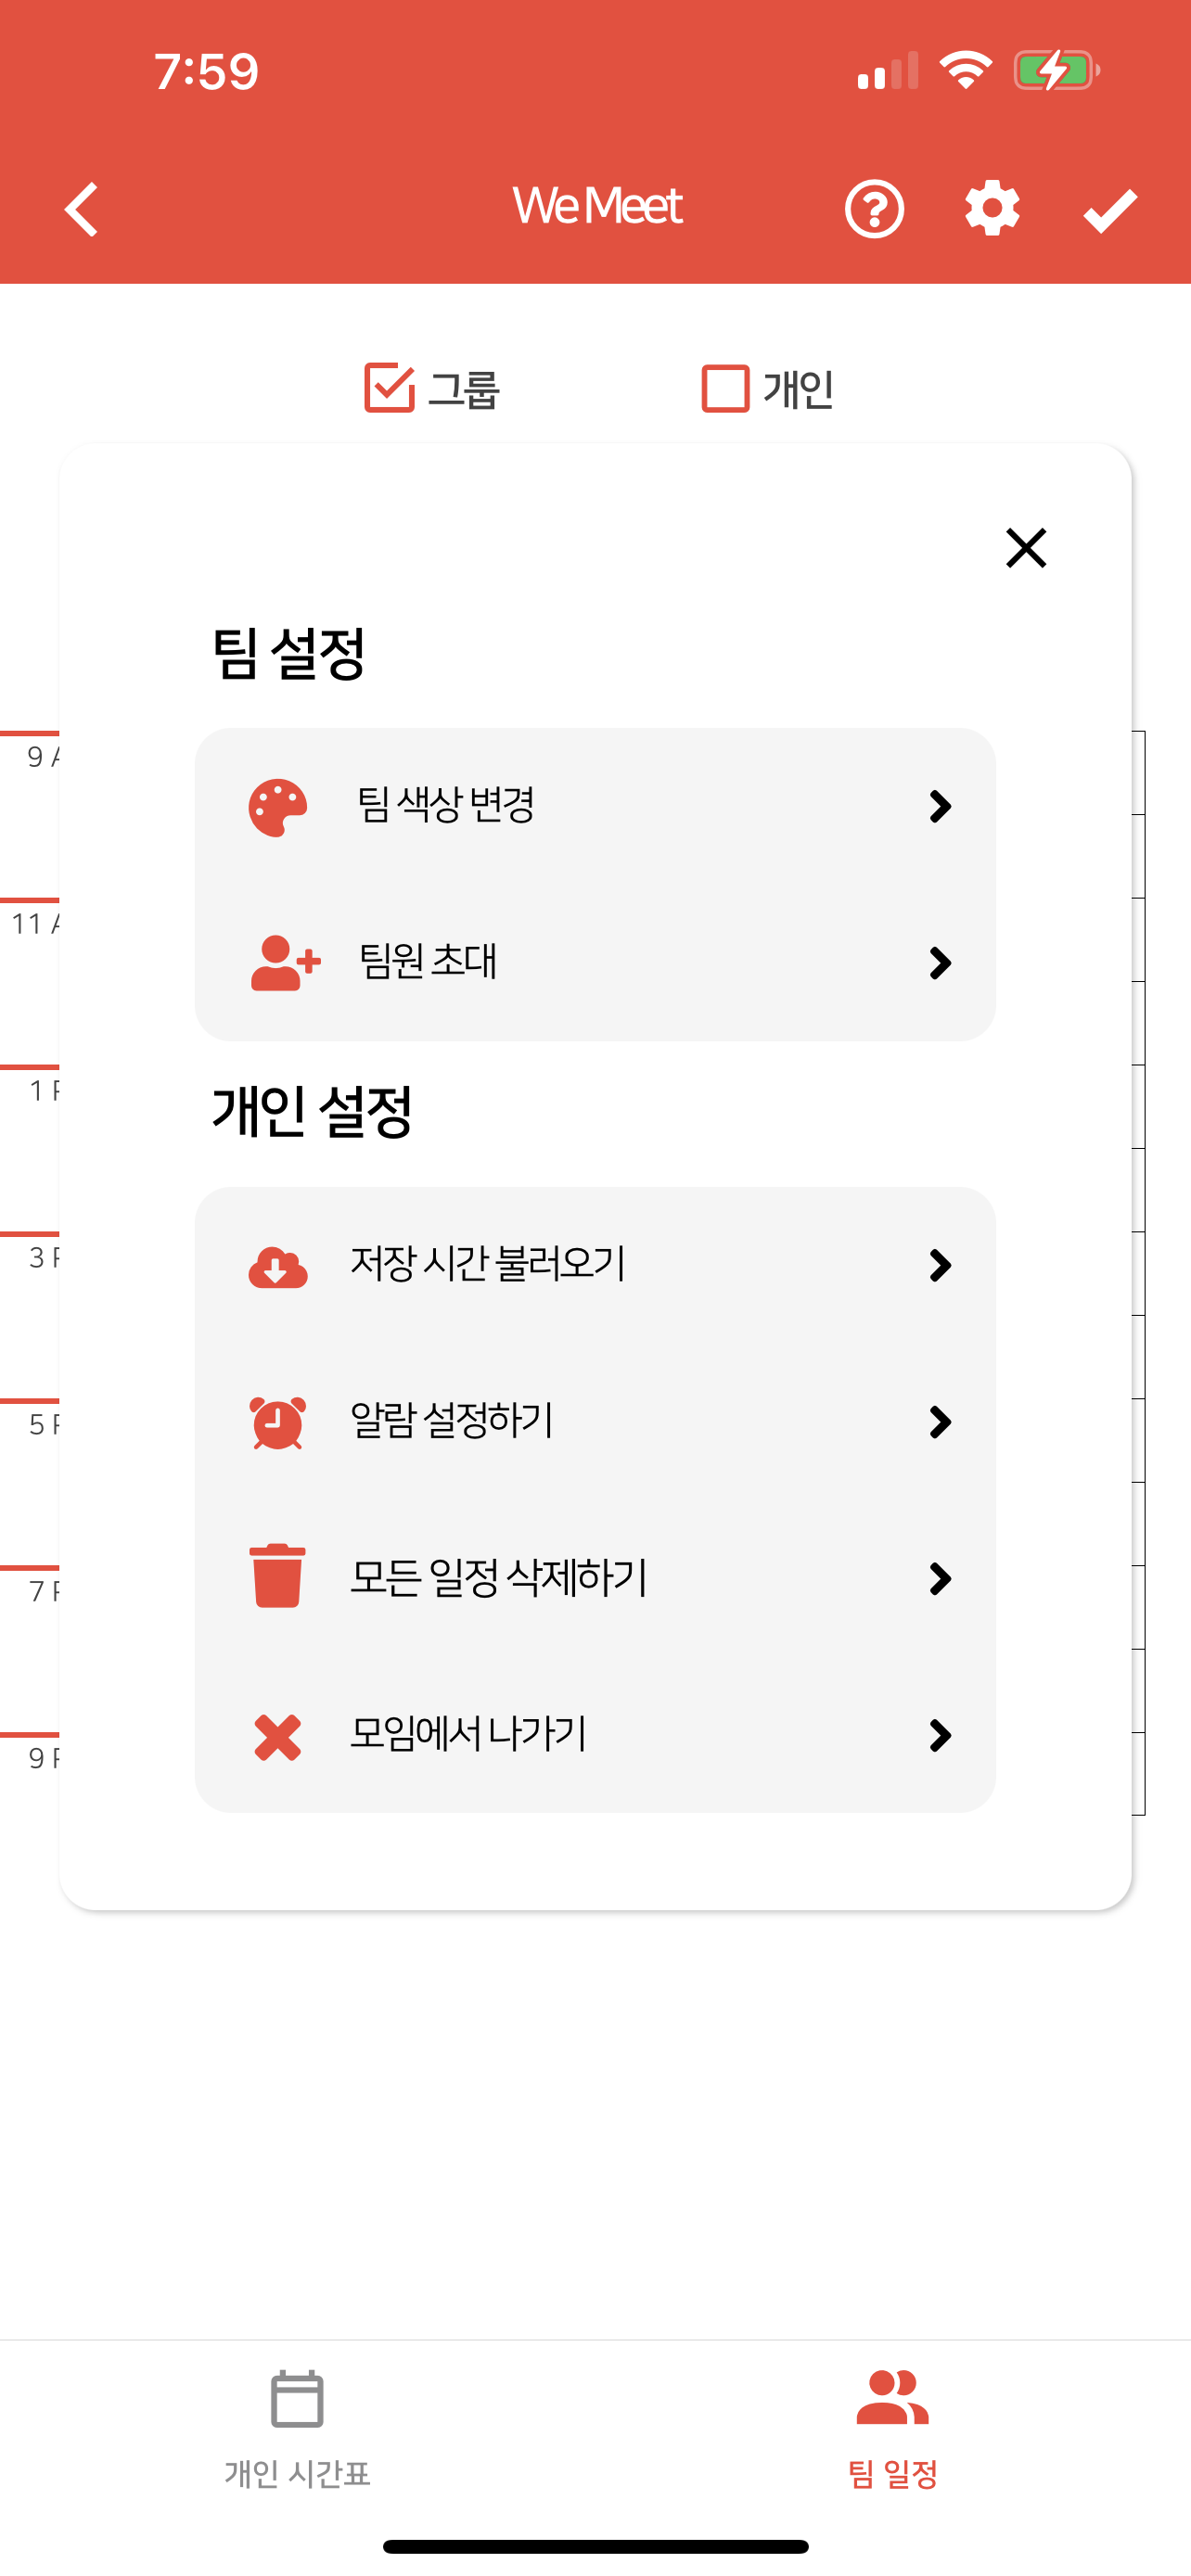 7:59
We Meet
그룹
개인
팀 설정
9
팀 색상 변경
11
팀원 초대
1
개인 설정
3
저장 시간 불러오기
5
알람 설정하기
7
모든 일정 삭제하기
9
모임에서 나가기
개인 시간표
팀 일정